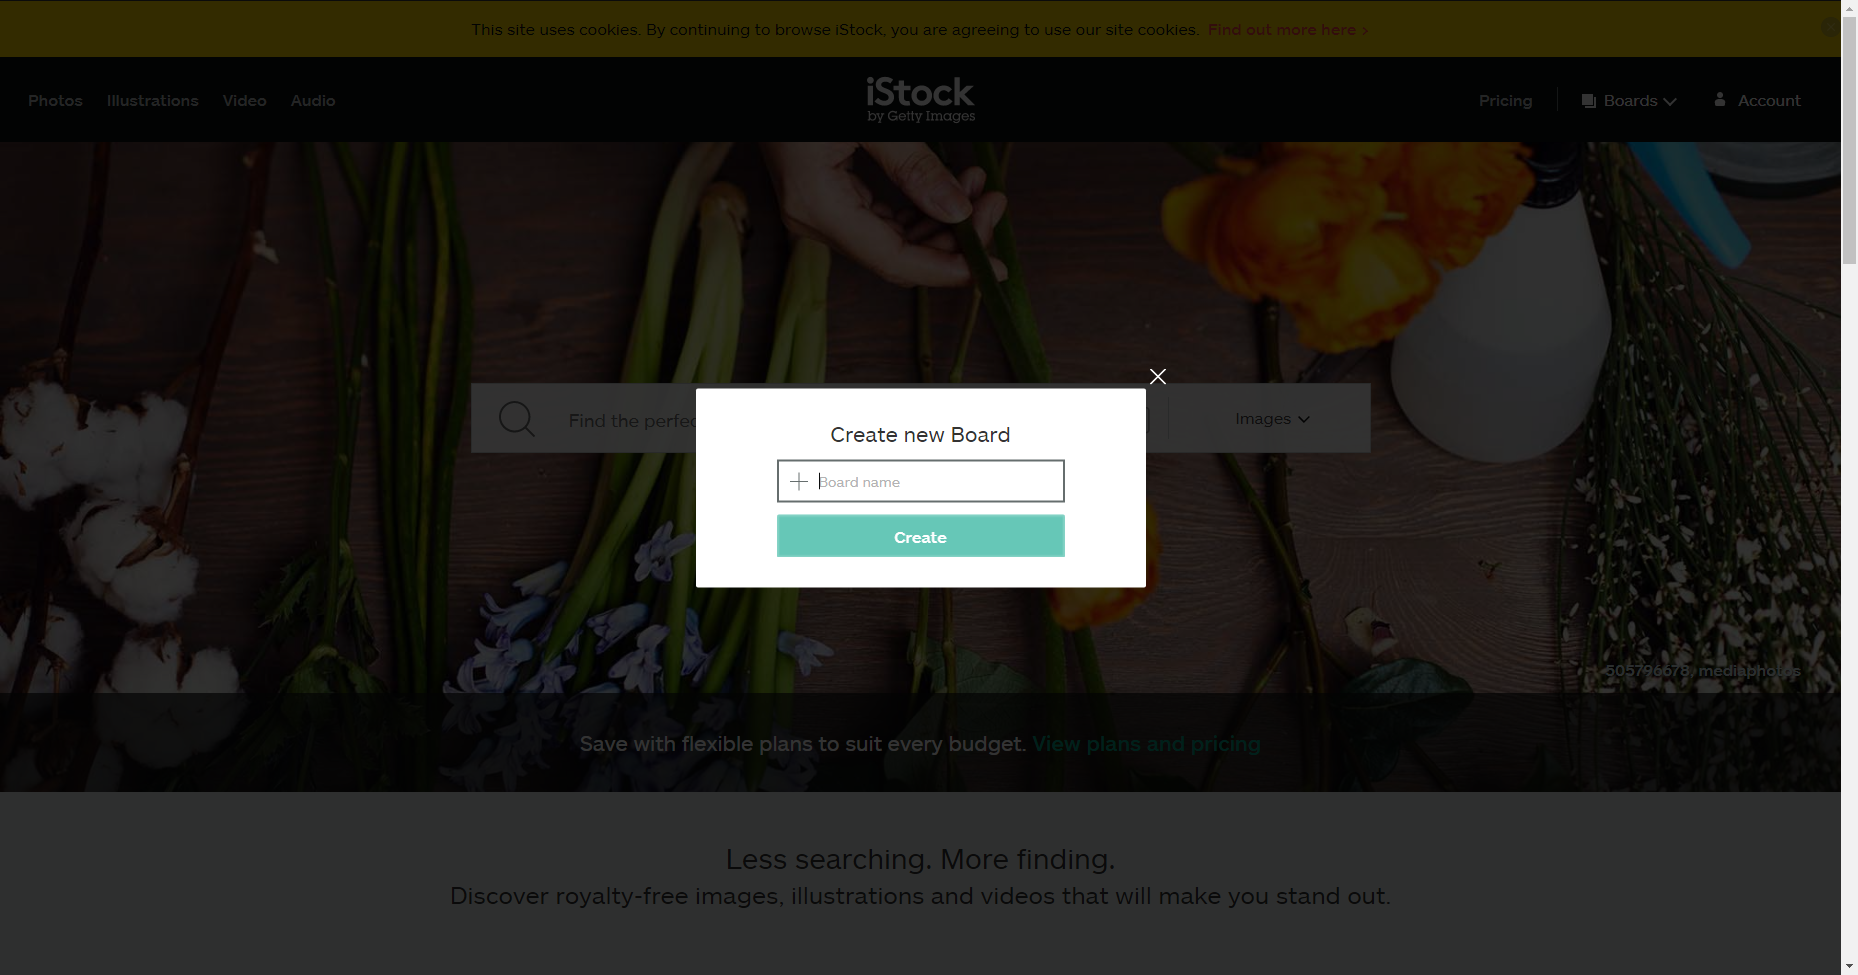 This site uses cookies. By continuing to browse iStock, you are agreeing to use our site cookies. Find out more here ›
Photos Illustrations Video Audio
iStock
by Getty Images
Pricing Boards Account
Find the perfec
Images
Create new Board
Board name
Create
505796678, mediaphotos
Save with flexible plans to suit every budget. View plans and pricing
Less searching. More finding.
Discover royalty-free images, illustrations and videos that will make you stand out.